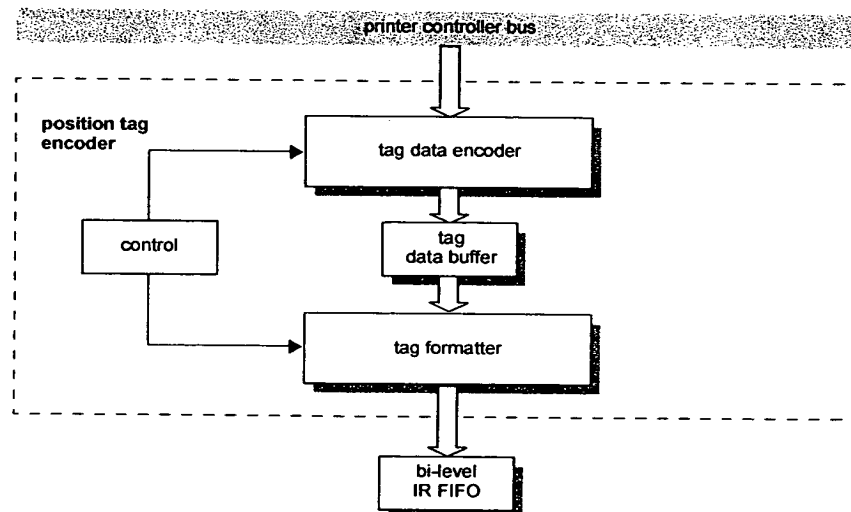 printer controller bus
position tag
encoder
tag data encoder
control
tag
data buffer
tag formatter
bi-level
IR FIFO